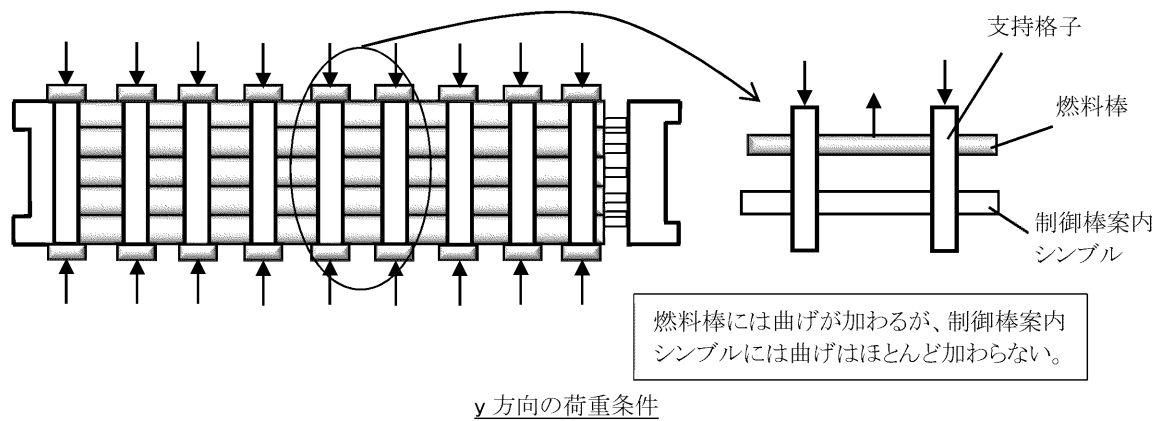 支持格子
燃料棒
制御棒案内
シンブル
燃料棒には曲げが加わるが、制御棒案内
シンブルには曲げはほとんど加わらない。
y 方向の荷重条件